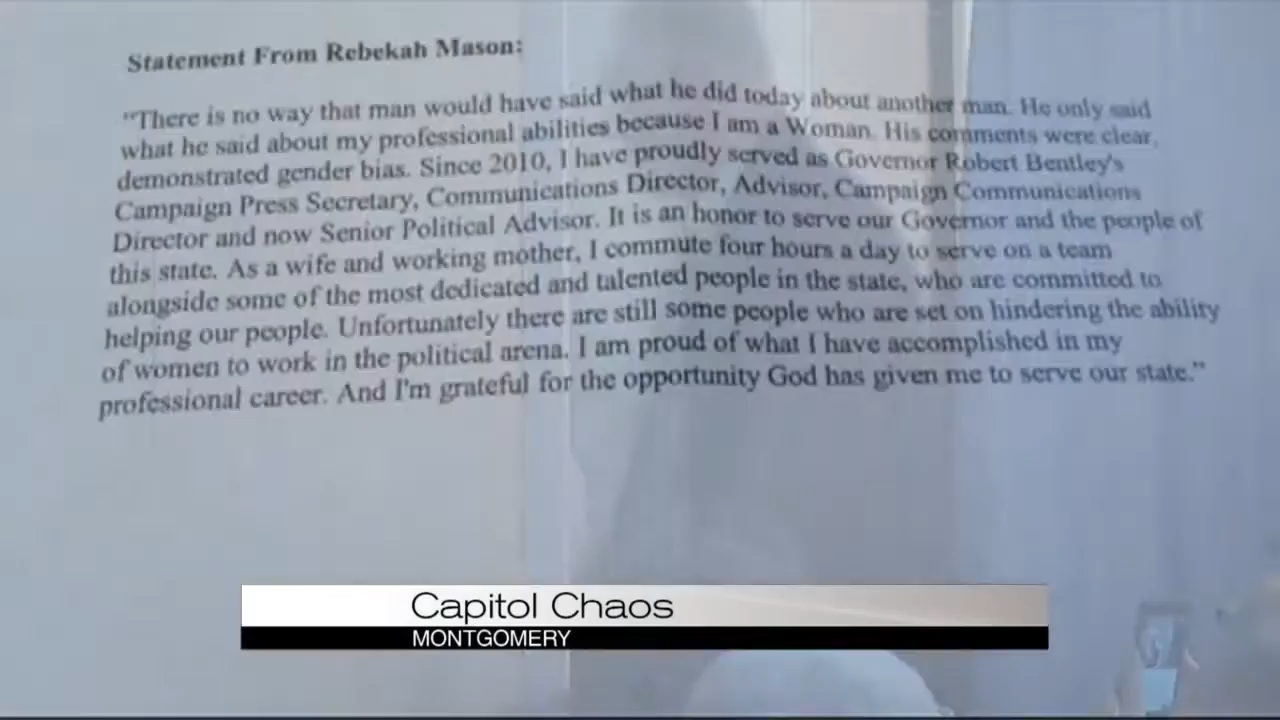 Statement From Rebekah Mason:
"There is no way that man would have said what he did today about another man. He only said
what he said about my professional abilities because I am a Woman. His comments were clear,
demonstrated gender bias. Since 2010, I have proudly served as Governor Robert Bentley's
Campaign Press Secretary, Communications Director, Advisor, Campaign Communications
Director and now Senior Political Advisor. It is an honor to serve our Governor and the people of
this state. As a wife and working mother, I commute four hours a day to serve on a team
alongside some of the most dedicated and talented people in the state, who are committed to
helping our people. Unfortunately there are still some people who are set on hindering the ability
of women to work in the political arena. I am proud of what I have accomplished in my
professional career. And I'm grateful for the opportunity God has given me to serve our state."
Capitol Chaos
MONTGOMERY